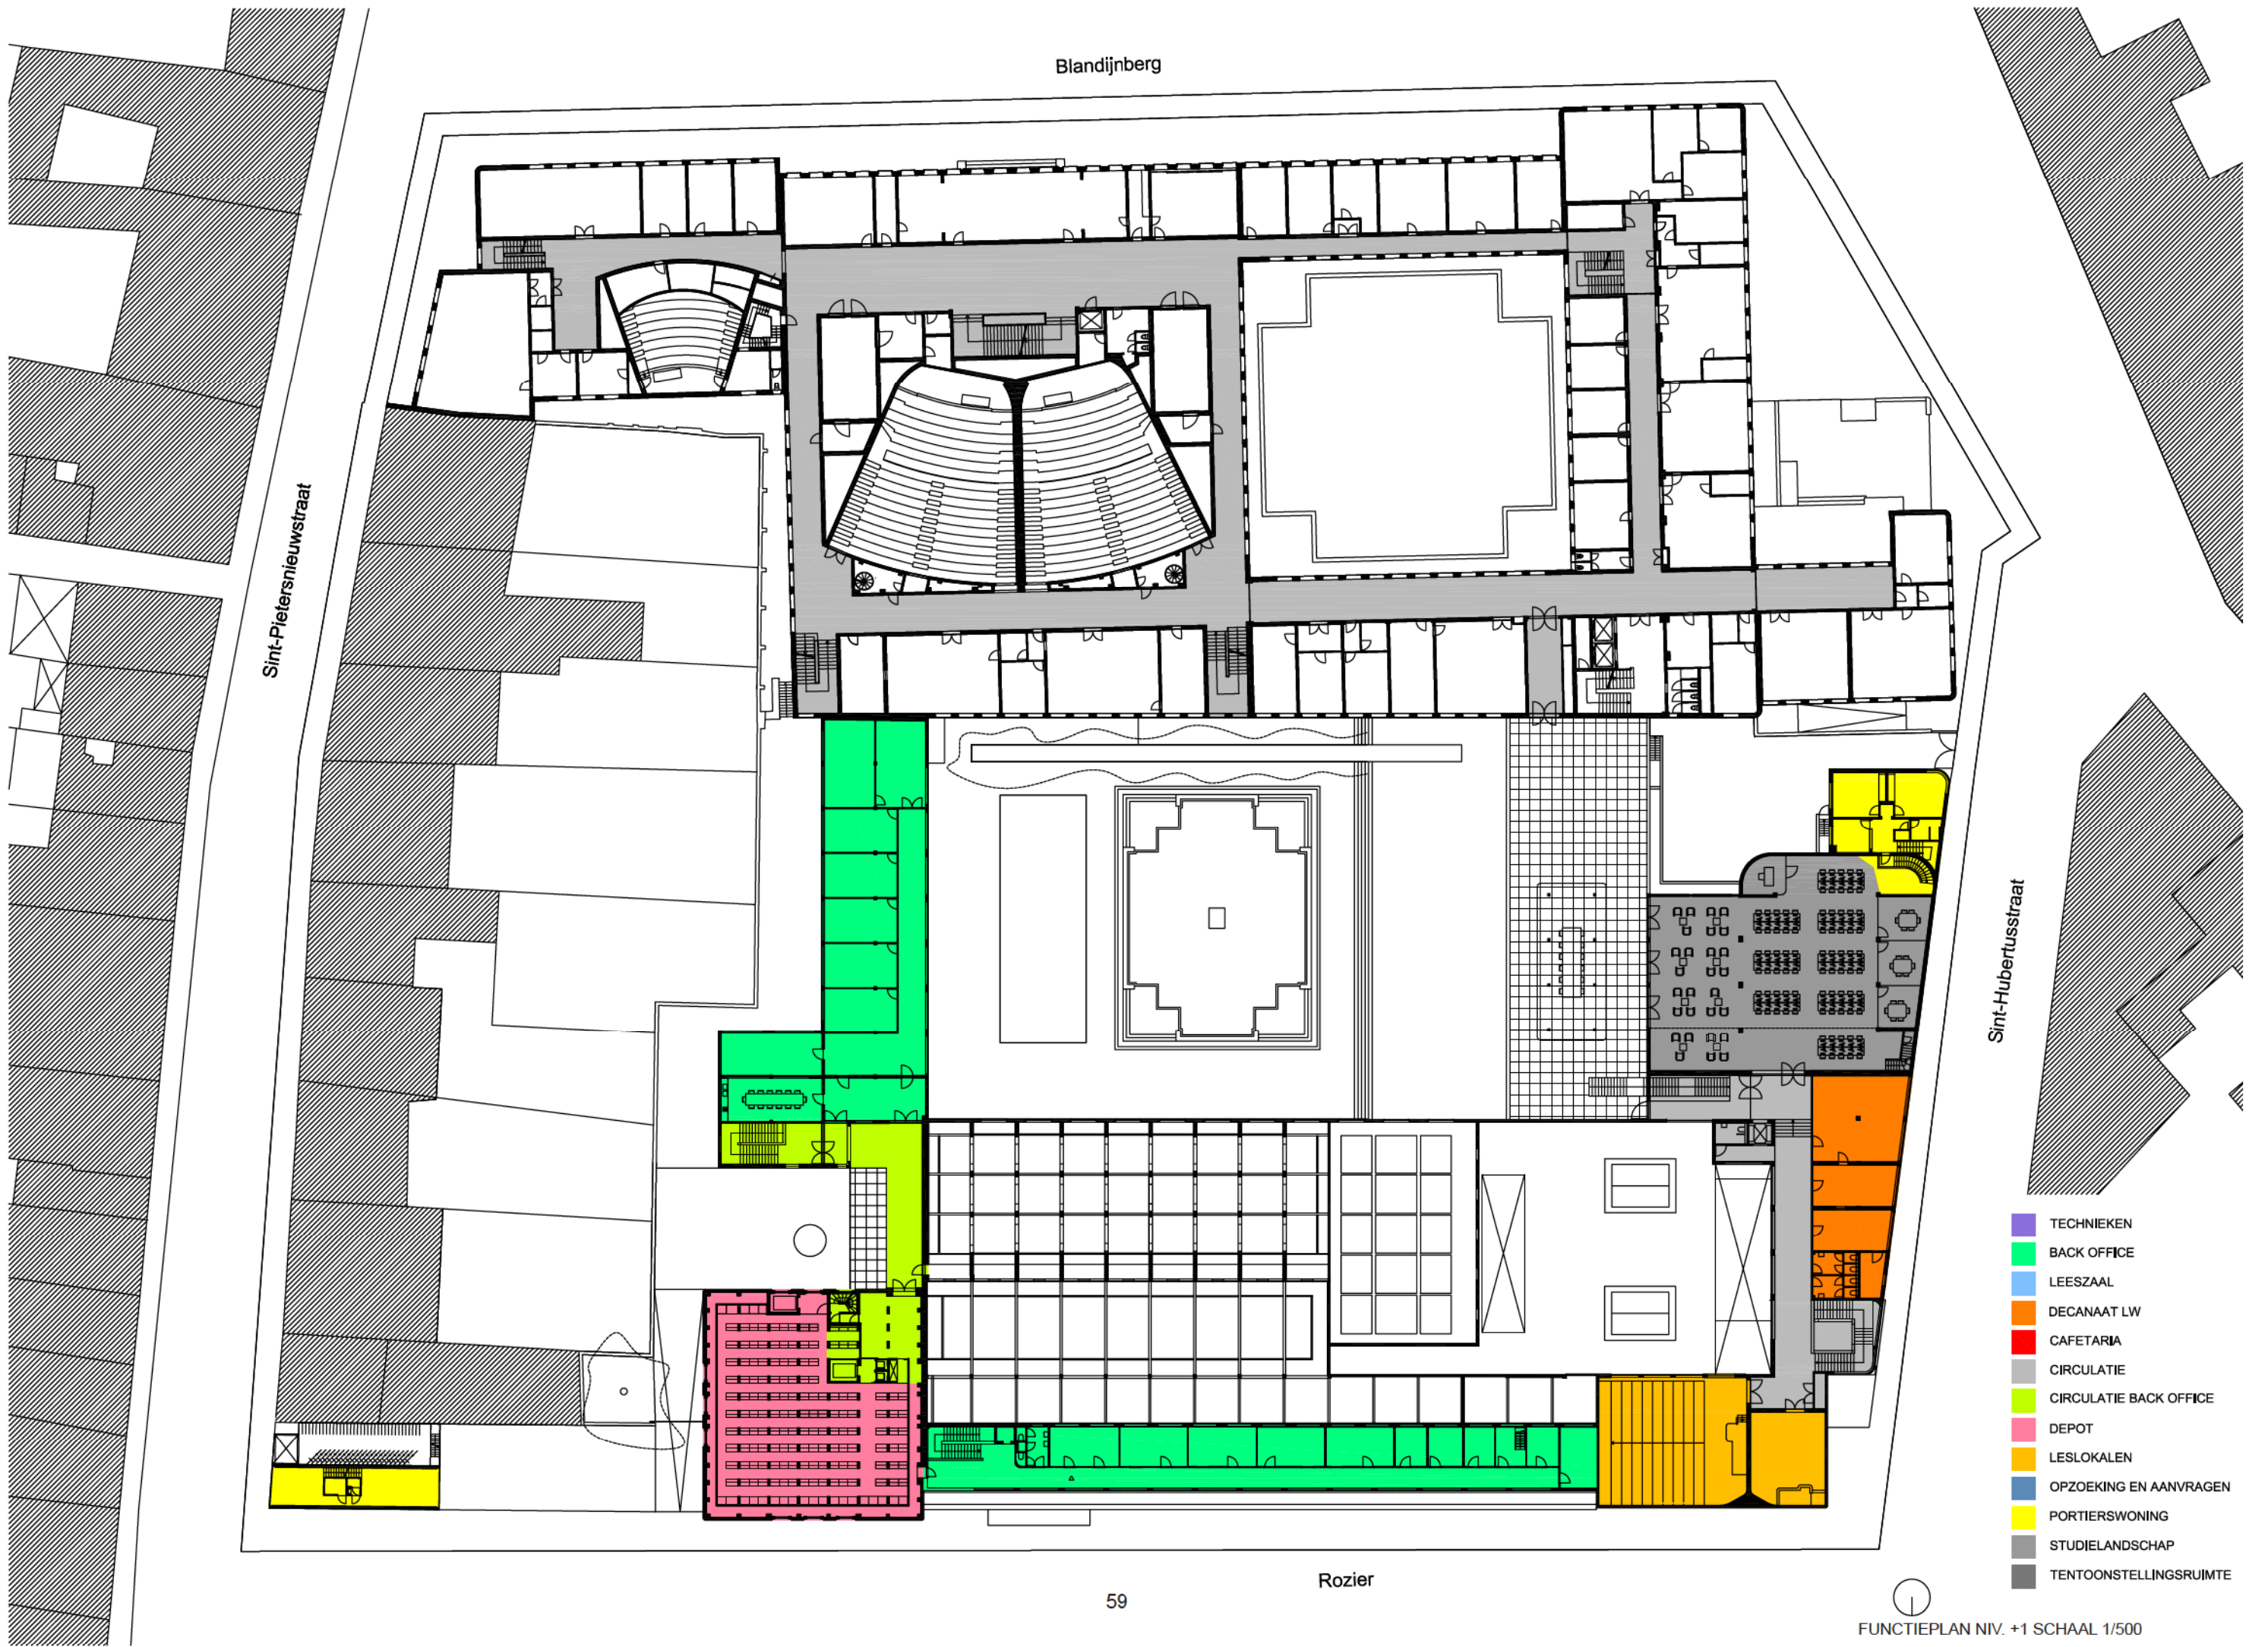 Blandijnberg
Sint-Pietersnieuwstraat
Sint-Hubertusstraat
TECHNIEKEN
BACK OFFICE
LEESZAAL
DECANAAT LW
CAFETARIA
CIRCULATIE
CIRCULATIE BACK OFFICE
DEPOT
LESLOKALEN
OPZOEKING EN AANVRAGEN
PORTIERSWONING
STUDIELANDSCHAP
TENTOONSTELLINGSRUIMTE
Rozier
59
FUNCTIEPLAN NIV. +1 SCHAAL 1/500